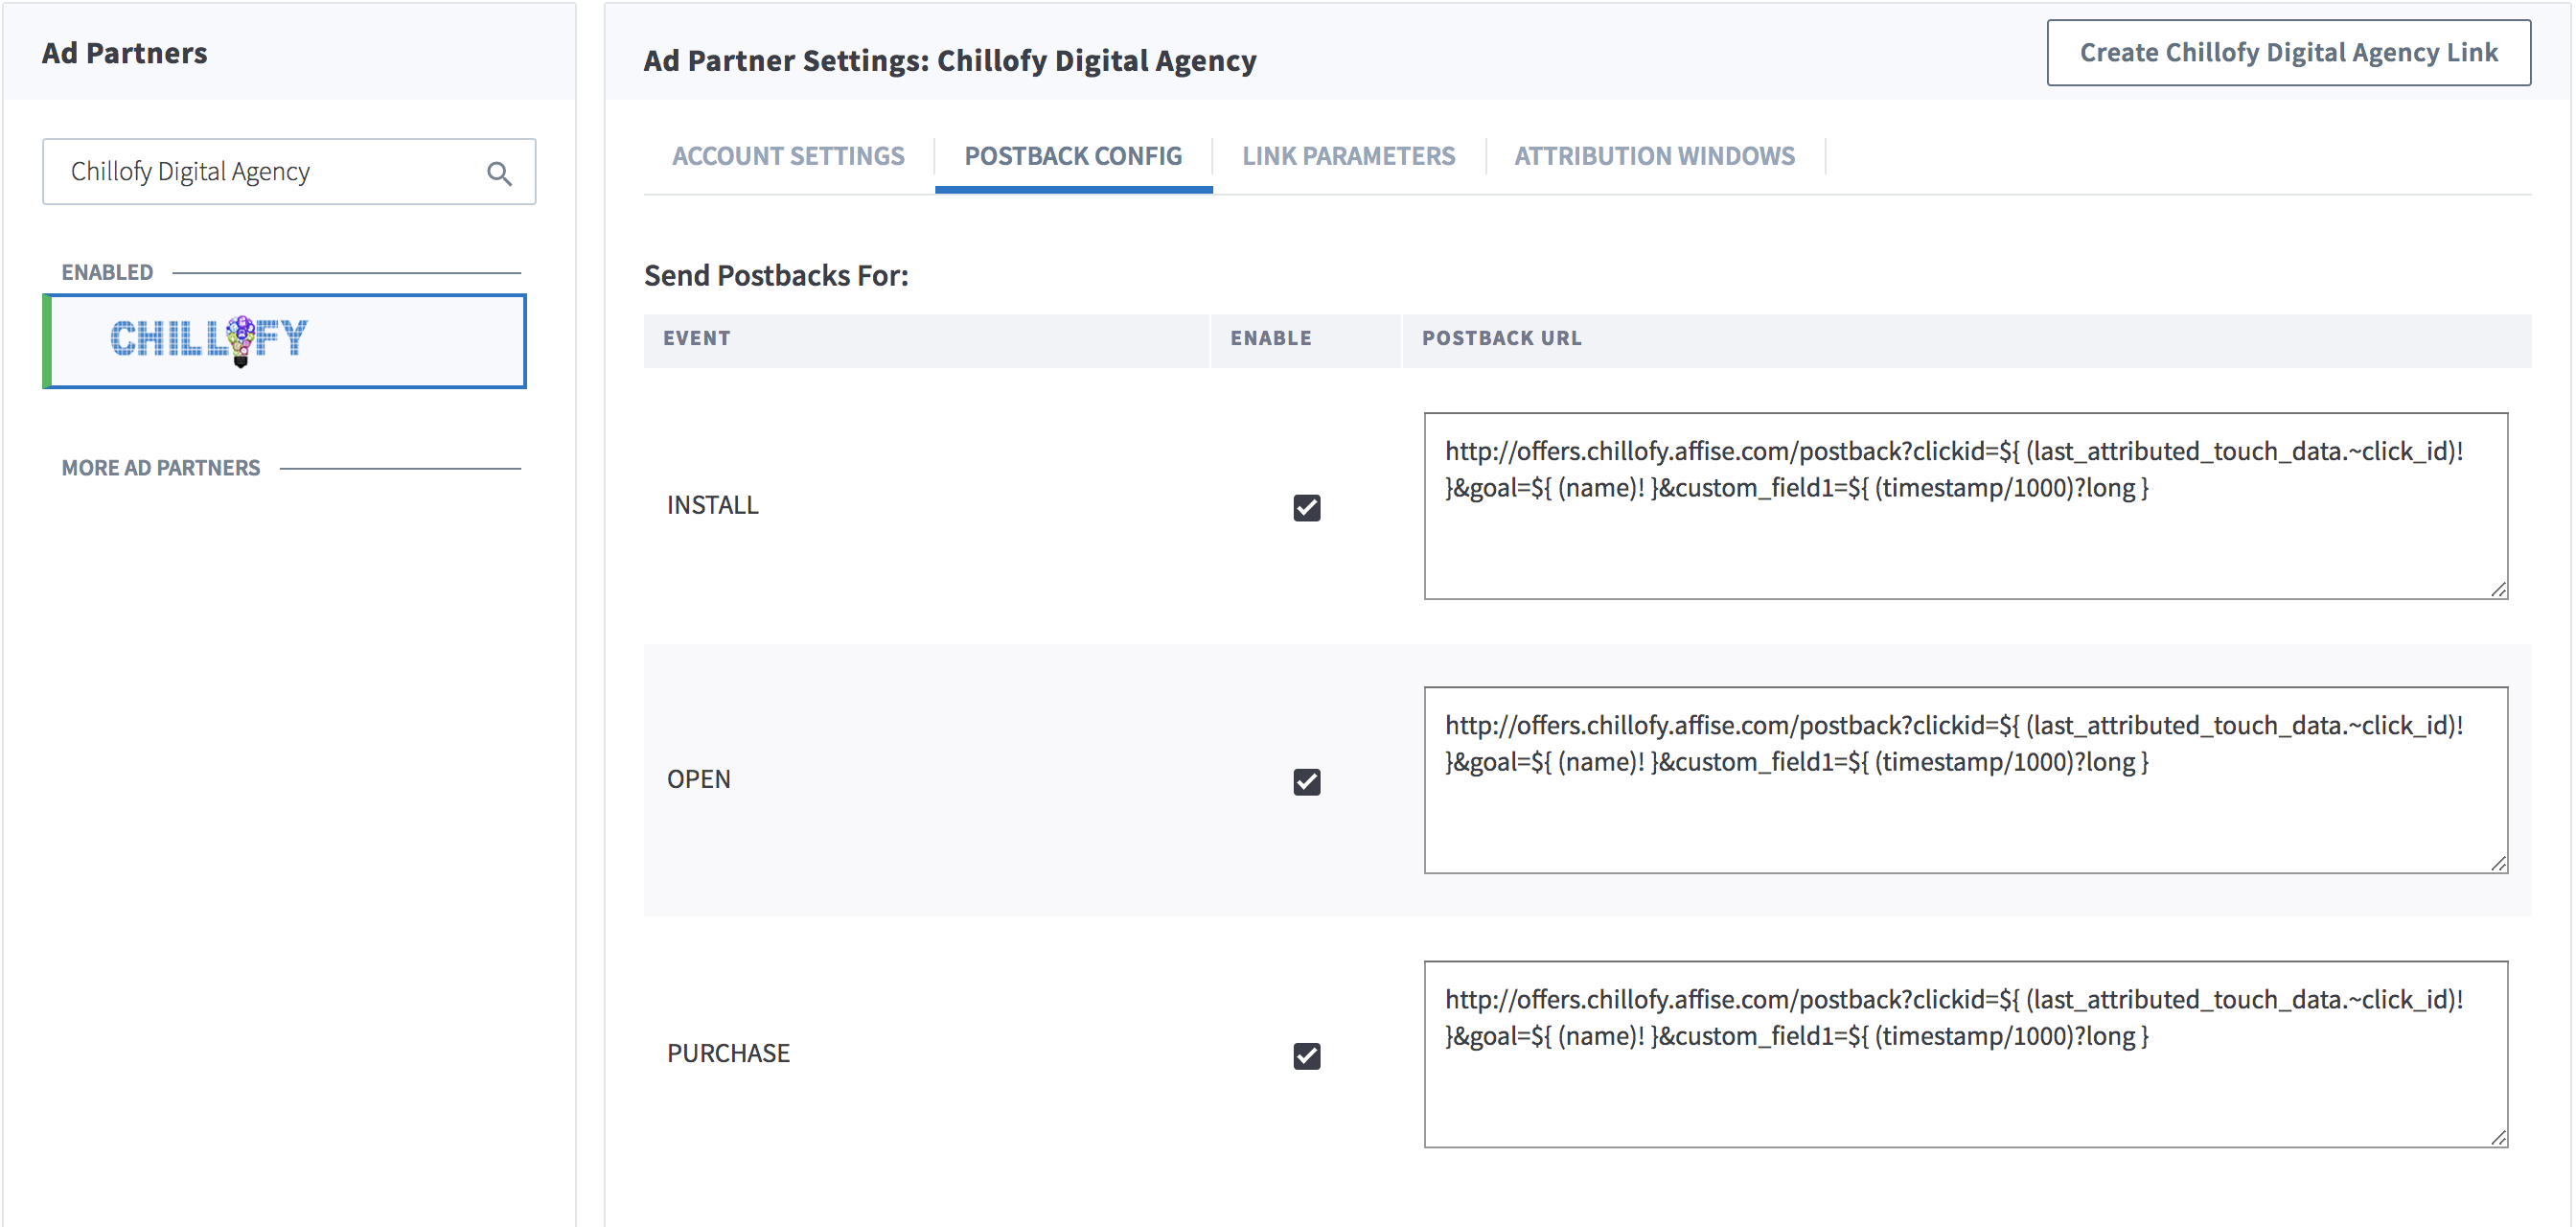 Ad Partners
Chillofy Digital Agency
ENABLED
CHILLOFY
MORE AD PARTNERS
Ad Partner Settings: Chillofy Digital Agency
Create Chillofy Digital Agency Link
ACCOUNT SETTINGS
POSTBACK CONFIG
LINK PARAMETERS
ATTRIBUTION WINDOWS
Send Postbacks For:
EVENT
ENABLE
POSTBACK URL
INSTALL
http://offers.chillofy.affise.com/postback?clickid=${ (last_attributed_touch_data.~click_id)!
}&goal=${ (name)! }&custom_field1=${ (timestamp/1000)?long }
OPEN
http://offers.chillofy.affise.com/postback?clickid=${ (last_attributed_touch_data.~click_id)!
}&goal=${ (name)! }&custom_field1=${ (timestamp/1000)?long }
PURCHASE
http://offers.chillofy.affise.com/postback?clickid=${ (last_attributed_touch_data.~click_id)!
}&goal=${ (name)! }&custom_field1=${ (timestamp/1000)?long }